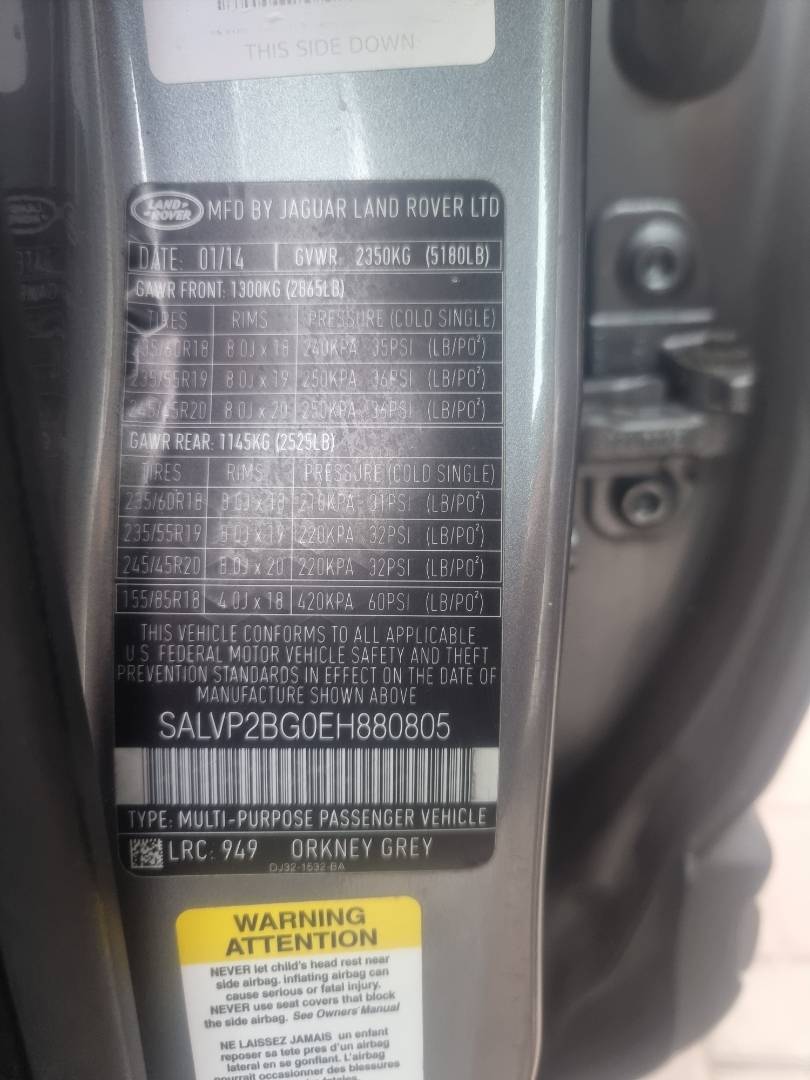 THIS SIDE DOWN
LAND ROVER MFD BY JAGUAR LAND ROVER LTD
DATE: 01/14 GVWR 2350KG (5180LB)
GAWR FRONT: 1300KG (2865LB)
TIRES RIMS PRESSURE (COLD SINGLE)
235/60R18 8.0J x 18 240KPA 35PSI (LB/PO²)
235/55R19 8.0J x 19 250KPA 36PSI (LB/PO²)
245/45R20 8.0J x 20 250KPA 36PSI (LB/PO²)
GAWR REAR: 1145KG (2525LB)
TIRES RIMS PRESSURE (COLD SINGLE)
235/60R18 8.0J x 18 210KPA 31PSI (LB/PO²)
235/55R19 8.0J x 19 220KPA 32PSI (LB/PO²)
245/45R20 8.0J x 20 220KPA 32PSI (LB/PO²)
155/85R18 4.0J x 18 420KPA 60PSI (LB/PO²)
THIS VEHICLE CONFORMS TO ALL APPLICABLE
U.S. FEDERAL MOTOR VEHICLE SAFETY AND THEFT
PREVENTION STANDARDS IN EFFECT ON THE DATE OF
MANUFACTURE SHOWN ABOVE
SALVP2BG0EH880805
TYPE: MULTI-PURPOSE PASSENGER VEHICLE
LRC: 949 ORKNEY GREY
DJ32-1532-BA
WARNING
ATTENTION
NEVER let child's head rest near
side airbag. inflating airbag can
cause serious or fatal injury.
NEVER use seat covers that block
the side airbag. See Owners' Manual
NE LAISSEZ JAMAIS un enfant
reposer sa tete pres d'un airbag
lateral en se gonflant. L'airbag
pourrait occasionner des blessures